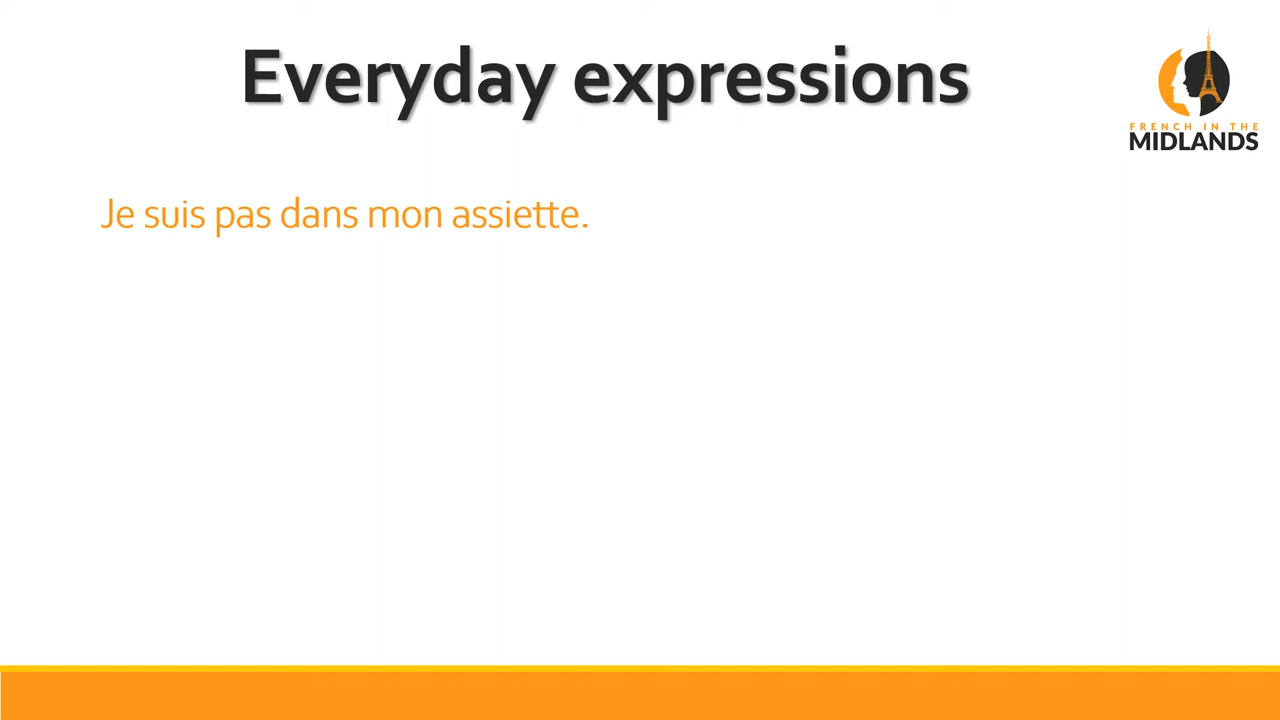 Everyday expressions
FRENCH IN THE
MIDLANDS
Je suis pas dans mon assiette.